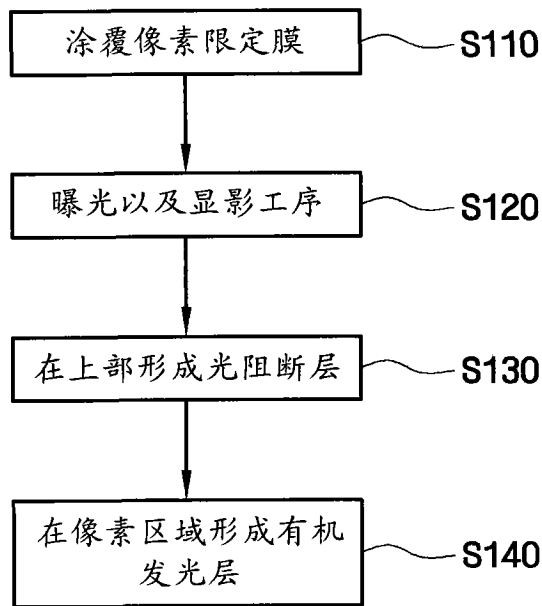 涂覆像素限定膜
S110
曝光以及显影工序
S120
在上部形成光阻断层
S130
在像素区域形成有机
发光层
S140